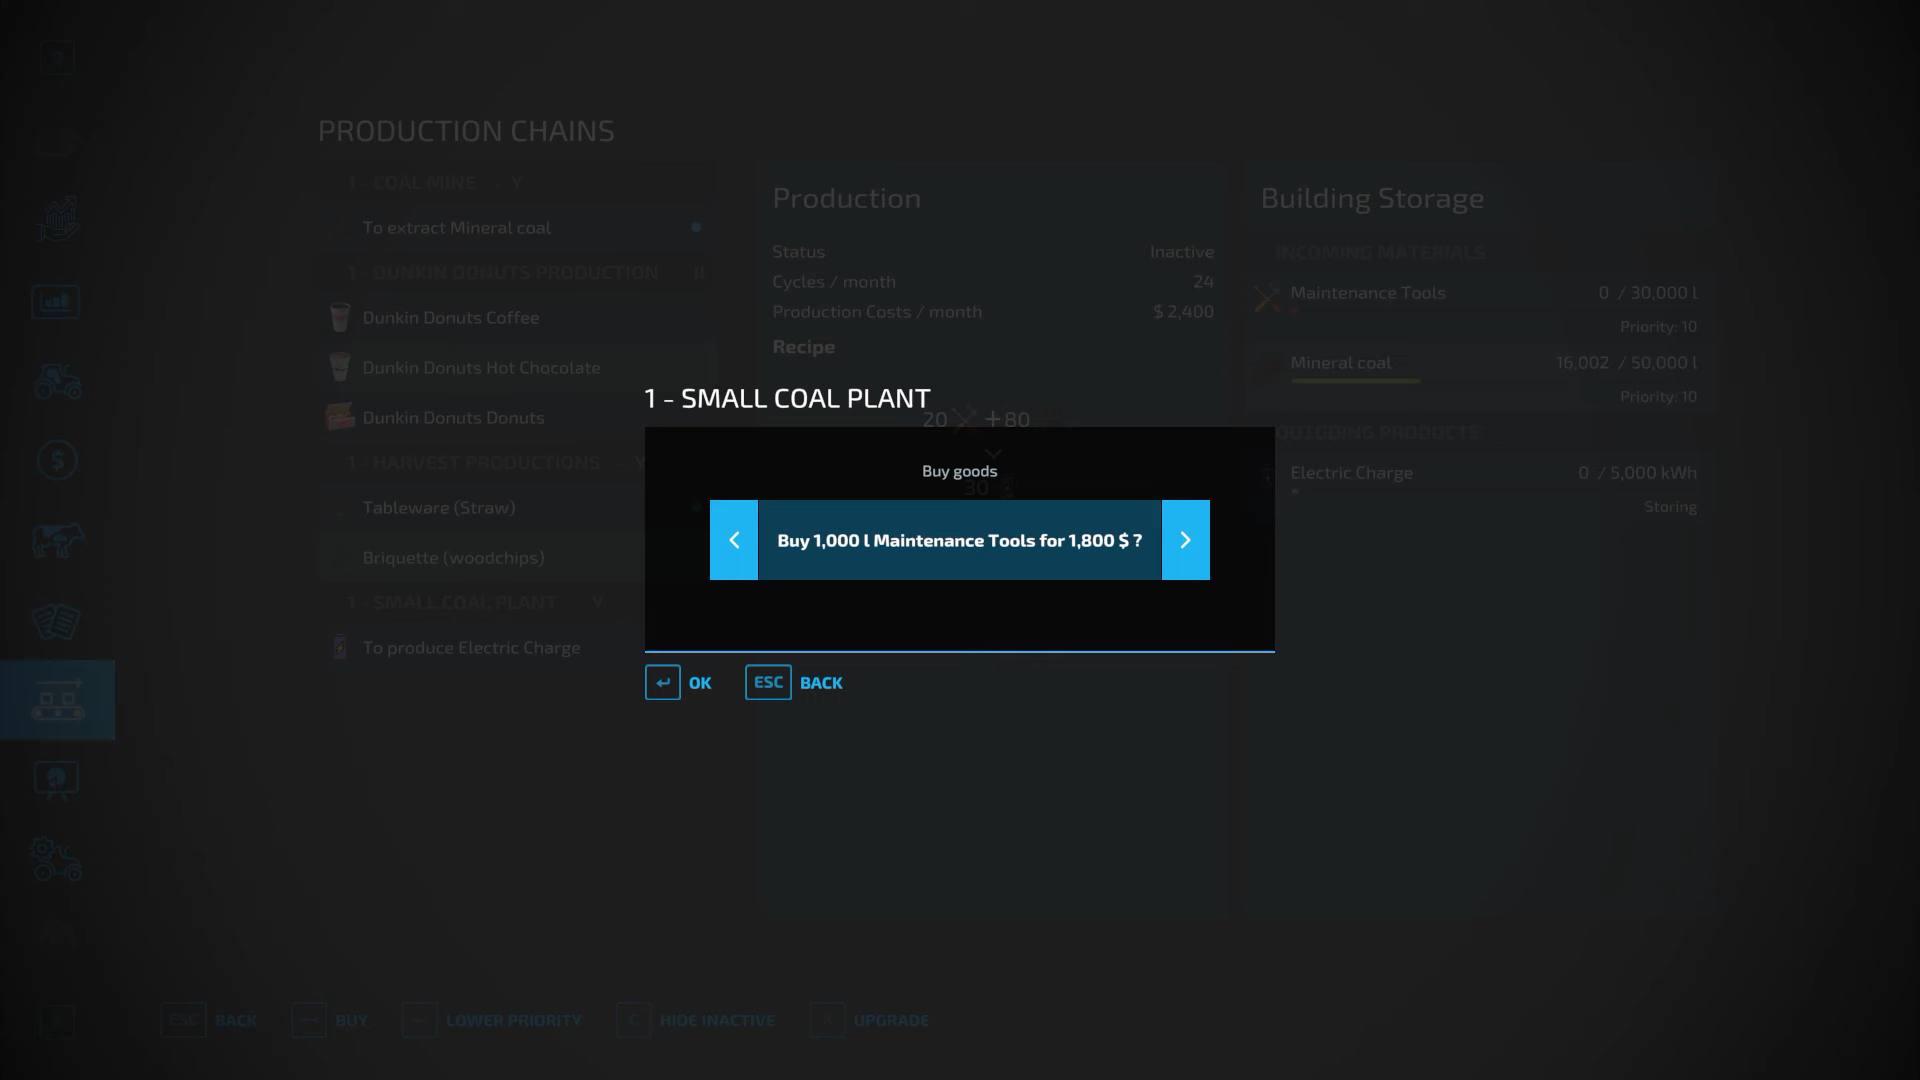 PRODUCTION CHAINS
1 - COAL MINE - Y
To extract Mineral coal
1 - DUNKIN DONUTS PRODUCTION II
Dunkin Donuts Coffee
Dunkin Donuts Hot Chocolate
Dunkin Donuts Donuts
1 - HARVEST PRODUCTIONS - Y
Tableware (Straw)
Briquette (woodchips)
1 - SMALL COAL PLANT Y
To produce Electric Charge
Production
Status Inactive
Cycles / month 24
Production Costs / month $ 2,400
Recipe
20 + 80
30
Building Storage
INCOMING MATERIALS
Maintenance Tools 0 / 30,000 l
Priority: 10
Mineral coal 16,002 / 50,000 l
Priority: 10
OUTGOING PRODUCTS
Electric Charge 0 / 5,000 kWh
Storing
1 - SMALL COAL PLANT
Buy goods
Buy 1,000 l Maintenance Tools for 1,800 $ ?
OK
ESC BACK
ESC BACK
BUY
LOWER PRIORITY
C HIDE INACTIVE
UPGRADE